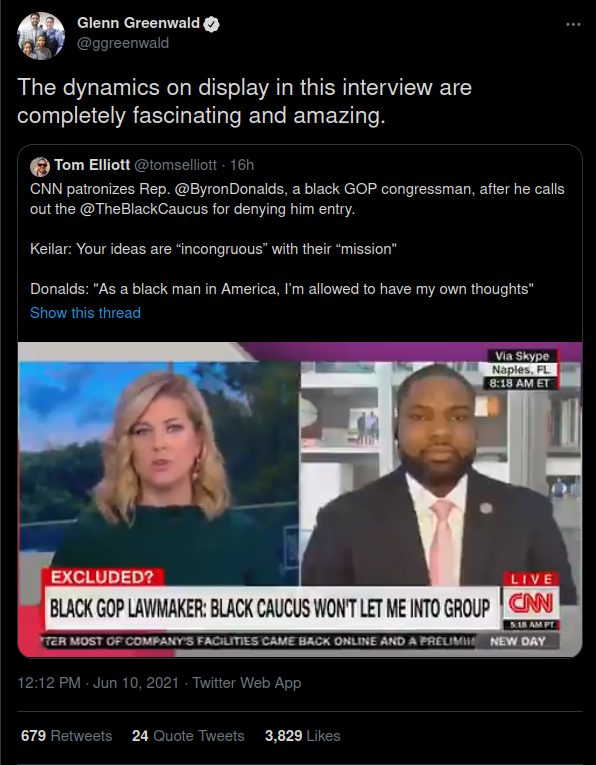 Glenn Greenwald
@ggreenwald
The dynamics on display in this interview are
completely fascinating and amazing.
Tom Elliott @tomselliott · 16h
CNN patronizes Rep. @ByronDonalds, a black GOP congressman, after he calls
out the @TheBlackCaucus for denying him entry.
Keilar: Your ideas are “incongruous” with their “mission"
Donalds: "As a black man in America, I’m allowed to have my own thoughts"
Show this thread
Via Skype
Naples, FL
8:18 AM ET
EXCLUDED?
LIVE
BLACK GOP LAWMAKER: BLACK CAUCUS WON'T LET ME INTO GROUP
CNN
5:18 AM PT
TER MOST OF COMPANY'S FACILITIES CAME BACK ONLINE AND A PRELIMI
NEW DAY
12:12 PM · Jun 10, 2021 · Twitter Web App
679 Retweets 24 Quote Tweets 3,829 Likes